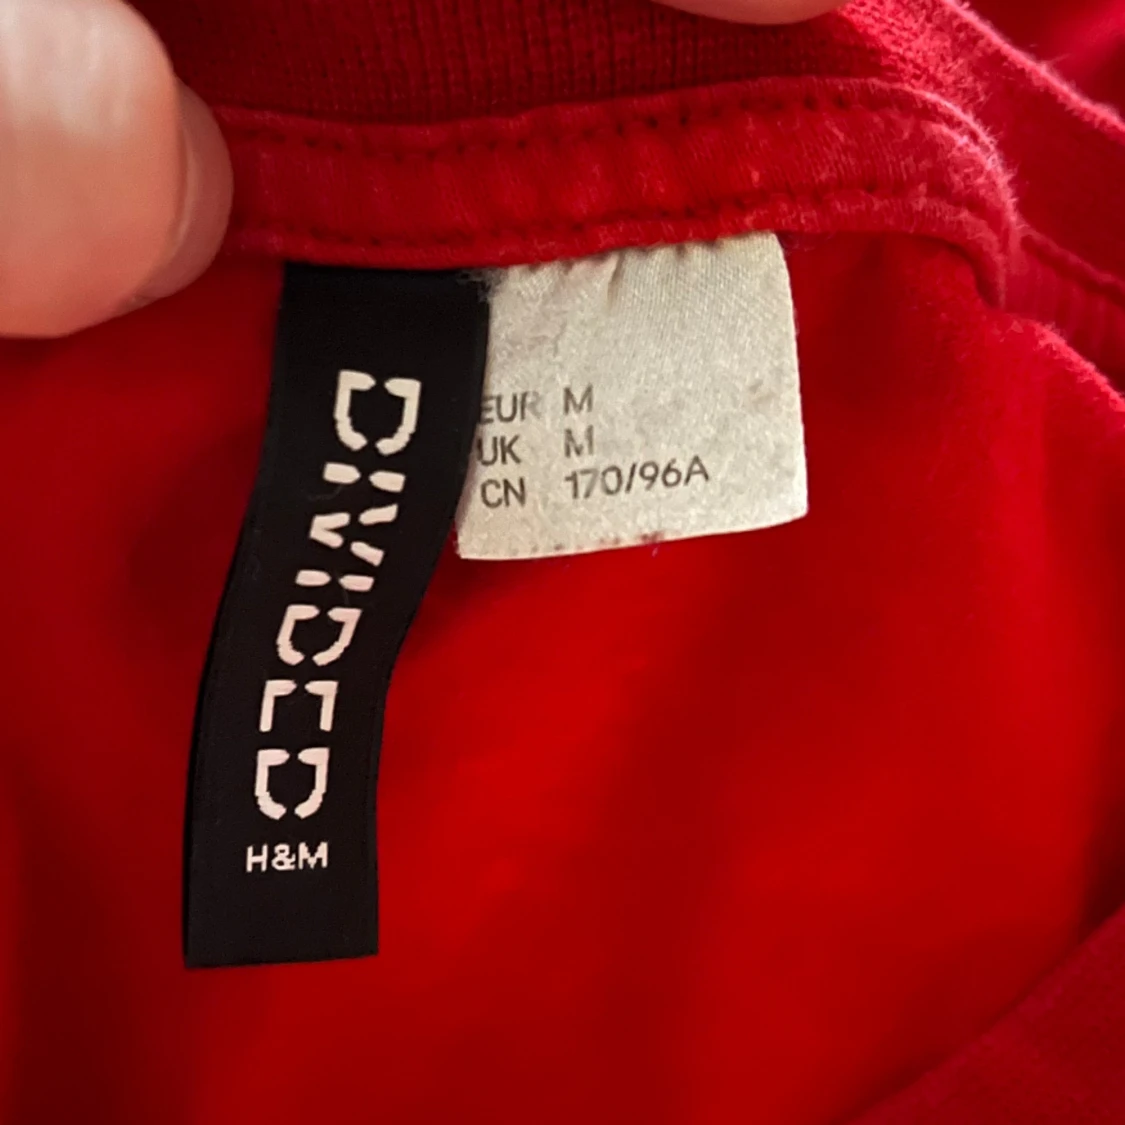 DIVIDED
H&M
EUR M
UK M
CN 170/96A